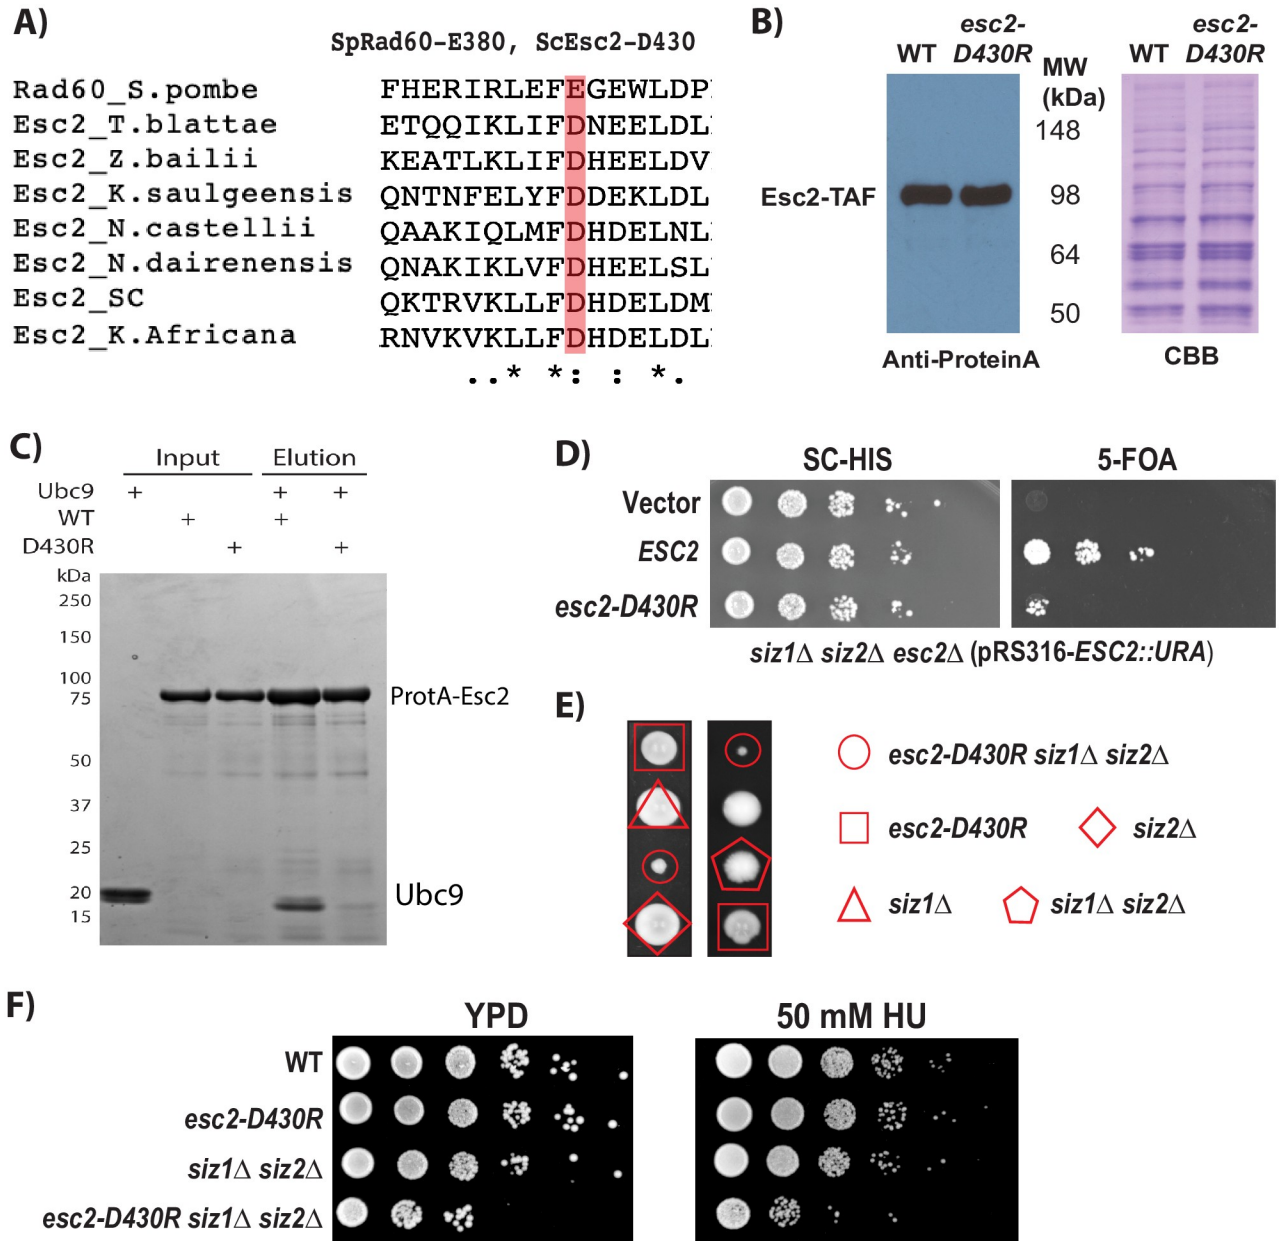 A)
SpRad60-E380, ScEsc2-D430
Rad60_S.pombe FHERIRLEFEGEWLDP
Esc2_T.blattae ETQQIKLIFDNEELDL
Esc2_Z.bailii KEATLKLIFDHEELDV
Esc2_K.saulgeensis QNTNFELYFDDEKLDL
Esc2_N.castellii QAAKIQLMFDHDELNL
Esc2_N.dairenensis QNAKIKLVFDHEELSL
Esc2_SC QKTRVKLLFDHDELDM
Esc2_K.Africana RNVKVKLLFDHDELDL
..* *: : *.
B)
WT esc2-D430R MW (kDa) WT esc2-D430R
148
Esc2-TAF 98
64
50
Anti-ProteinA CBB
C)
Input Elution
Ubc9 + + +
WT + +
D430R + +
kDa
250
150
100
75 ProtA-Esc2
50
37
25
20 Ubc9
15
D)
SC-HIS 5-FOA
Vector
ESC2
esc2-D430R
siz1Δ siz2Δ esc2Δ (pRS316-ESC2::URA)
E)
esc2-D430R siz1Δ siz2Δ
esc2-D430R siz2Δ
siz1Δ siz1Δ siz2Δ
F)
YPD 50 mM HU
WT
esc2-D430R
siz1Δ siz2Δ
esc2-D430R siz1Δ siz2Δ